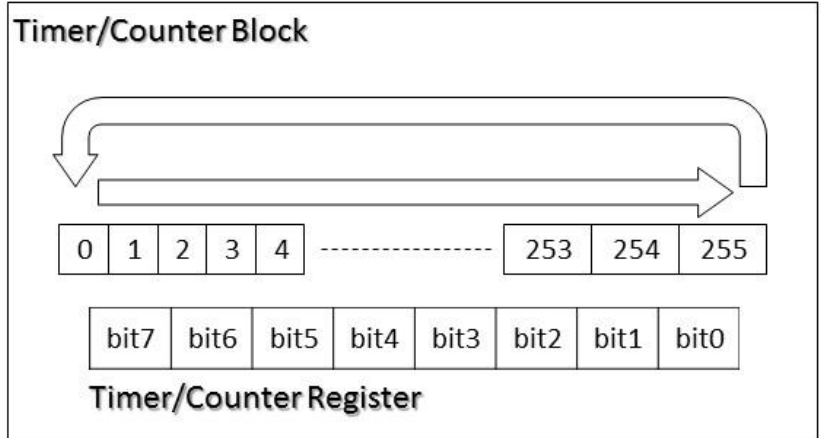 Timer/Counter Block
0 1 2 3 4 ------------------ 253 254 255
bit7 bit6 bit5 bit4 bit3 bit2 bit1 bit0
Timer/Counter Register